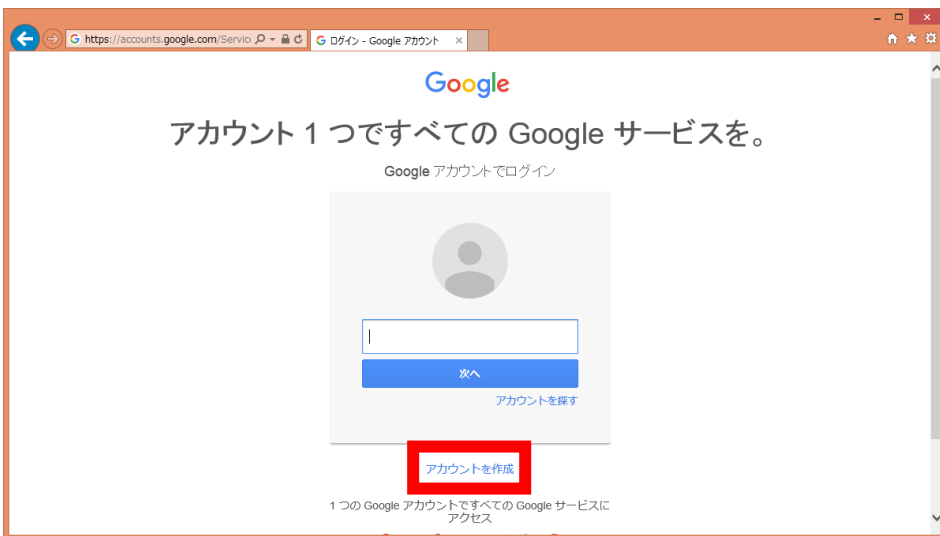 https://accounts.google.com/Servic
ログイン - Google アカウント
Google
アカウント 1 つですべての Google サービスを。
Google アカウントでログイン
次へ
アカウントを探す
アカウントを作成
1 つの Google アカウントですべての Google サービスに
アクセス